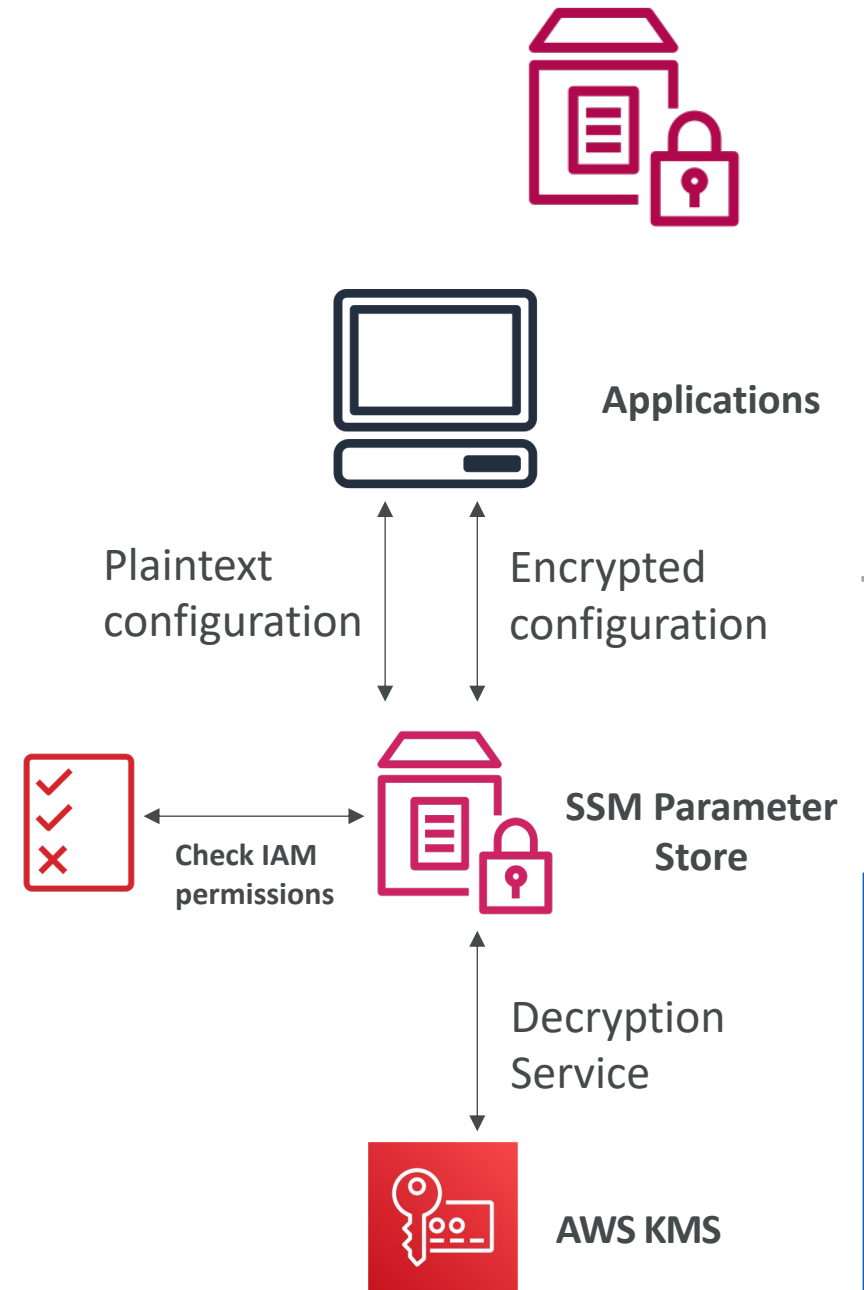 Applications
Plaintext
configuration
Encrypted
configuration
SSM Parameter
Store
Check IAM
permissions
Decryption
Service
AWS KMS